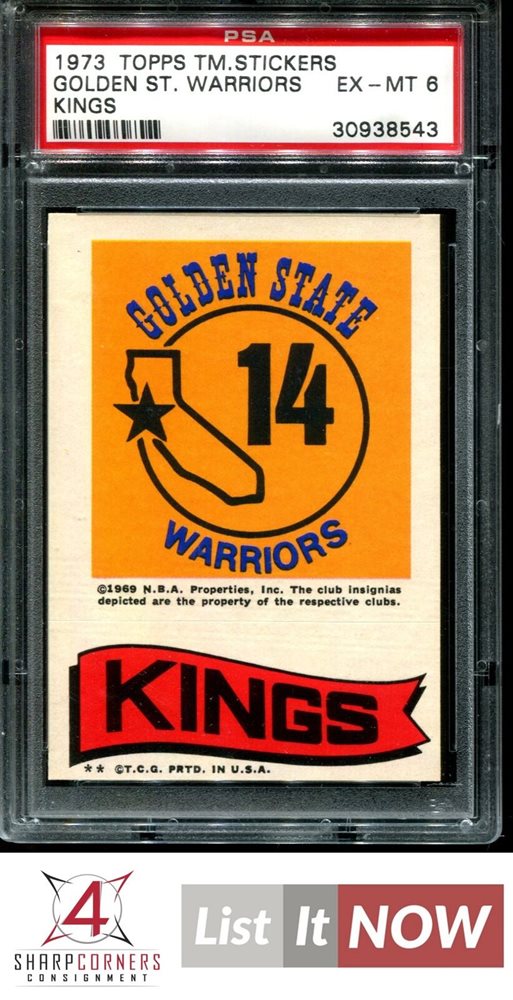 PSA
1973 TOPPS TM.STICKERS
GOLDEN ST. WARRIORS EX - MT 6
KINGS
30938543
GOLDEN STATE
14
WARRIORS
©1969 N.B.A. Properties, Inc. The club insignias
depicted are the property of the respective clubs.
KINGS
** ©T.C.G. PRTD. IN U.S.A.
4
SHARPCORNERS
CONSIGNMENT
List It NOW